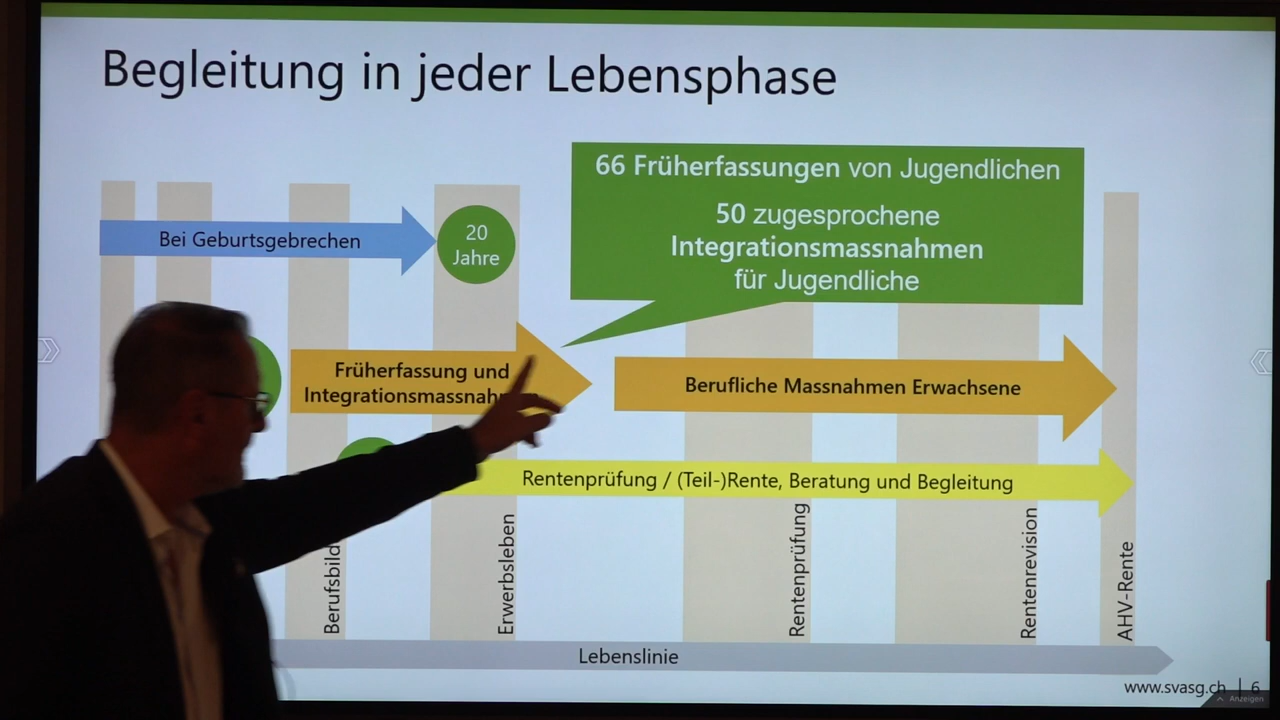 Begleitung in jeder Lebensphase
66 Früherfassungen von Jugendlichen
50 zugesprochene
Integrationsmassnahmen
für Jugendliche
Bei Geburtsgebrechen
20
Jahre
Früherfassung und
Berufliche Massnahmen Erwachsene
Rentenprüfung / (Teil-)Rente, Beratung und Begleitung
Erwerbsleben
Rentenprüfung
Rentenrevision
AHV-Rente
Lebenslinie
www.svasg.ch | 6
Anzeigen